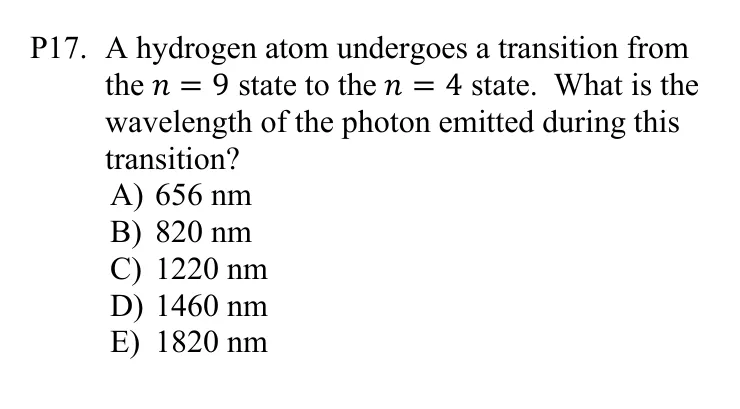 P17. A hydrogen atom undergoes a transition from
the n = 9 state to the n = 4 state. What is the
wavelength of the photon emitted during this
transition?
A) 656 nm
B) 820 nm
C) 1220 nm
D) 1460 nm
E) 1820 nm